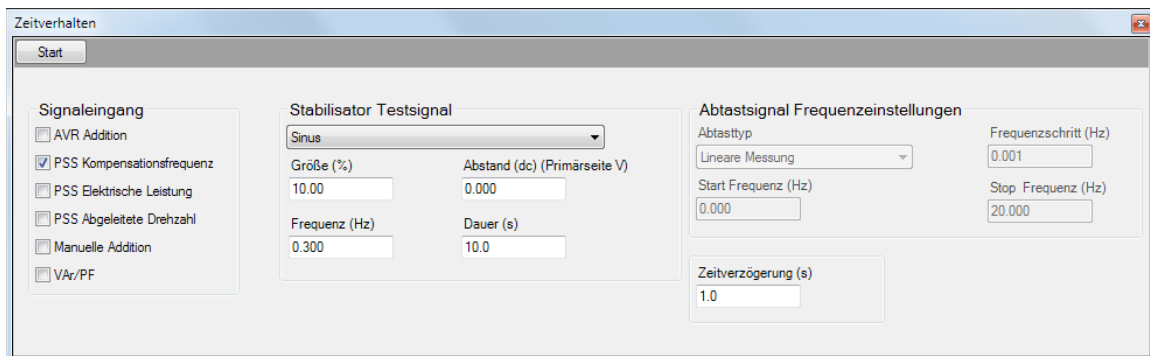 Zeitverhalten
Start
Signaleingang
AVR Addition
PSS Kompensationsfrequenz
PSS Elektrische Leistung
PSS Abgeleitete Drehzahl
Manuelle Addition
VAr/PF
Stabilisator Testsignal
Sinus
Größe (%)
Abstand (dc) (Primärseite V)
10.00
0.000
Frequenz (Hz)
Dauer (s)
0.300
10.0
Abtastsignal Frequenzeinstellungen
Abtasttyp
Frequenzschritt (Hz)
Lineare Messung
0.001
Start Frequenz (Hz)
Stop Frequenz (Hz)
0.000
20.000
Zeitverzögerung (s)
1.0